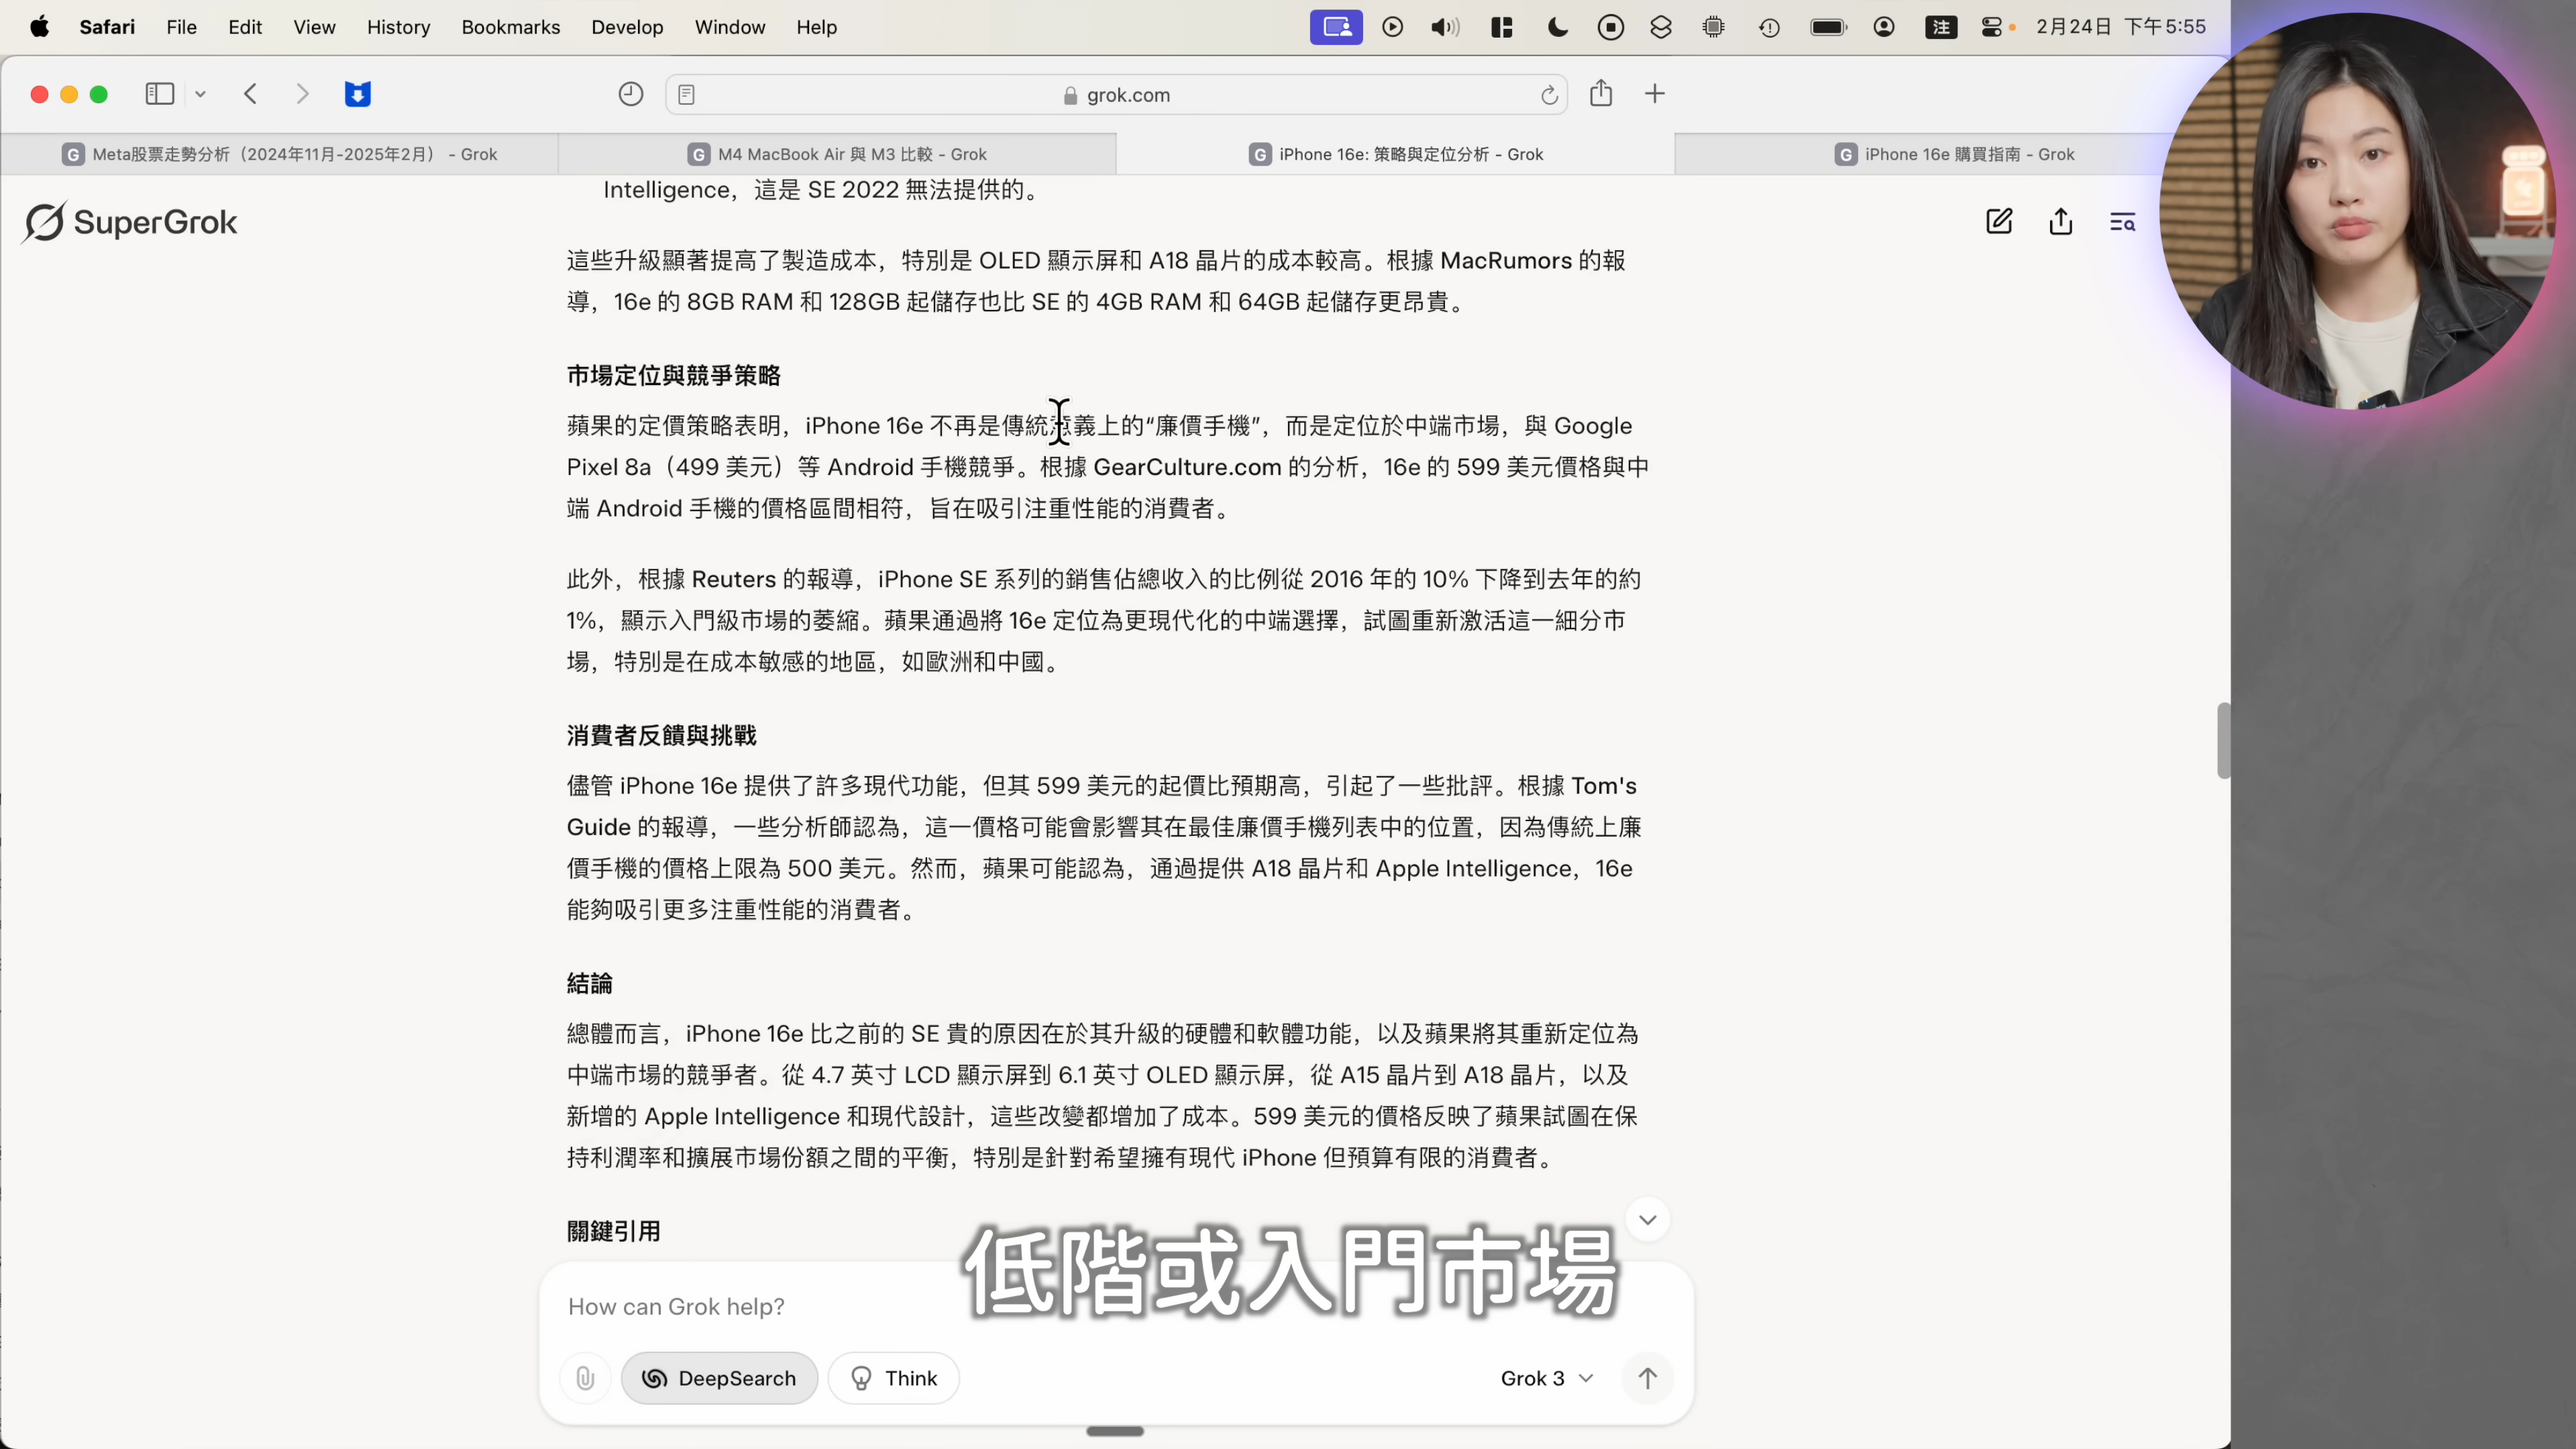 Safari File Edit View History Bookmarks Develop Window Help 注 2月24日 下午5:55
grok.com
Meta股票走勢分析（2024年11月-2025年2月） - Grok
M4 MacBook Air 與 M3 比較 - Grok
iPhone 16e: 策略與定位分析 - Grok
iPhone 16e 購買指南 - Grok
SuperGrok
Intelligence，這是 SE 2022 無法提供的。
這些升級顯著提高了製造成本，特別是 OLED 顯示屏和 A18 晶片的成本較高。根據 MacRumors 的報
導，16e 的 8GB RAM 和 128GB 起儲存也比 SE 的 4GB RAM 和 64GB 起儲存更昂貴。
市場定位與競爭策略
蘋果的定價策略表明，iPhone 16e 不再是傳統意義上的“廉價手機”，而是定位於中端市場，與 Google
Pixel 8a（499 美元）等 Android 手機競爭。根據 GearCulture.com 的分析，16e 的 599 美元價格與中
端 Android 手機的價格區間相符，旨在吸引注重性能的消費者。
此外，根據 Reuters 的報導，iPhone SE 系列的銷售佔總收入的比例從 2016 年的 10% 下降到去年的約
1%，顯示入門級市場的萎縮。蘋果通過將 16e 定位為更現代化的中端選擇，試圖重新激活這一細分市
場，特別是在成本敏感的地區，如歐洲和中國。
消費者反饋與挑戰
儘管 iPhone 16e 提供了許多現代功能，但其 599 美元的起價比預期高，引起了一些批評。根據 Tom's
Guide 的報導，一些分析師認為，這一價格可能會影響其在最佳廉價手機列表中的位置，因為傳統上廉
價手機的價格上限為 500 美元。然而，蘋果可能認為，通過提供 A18 晶片和 Apple Intelligence，16e
能夠吸引更多注重性能的消費者。
結論
總體而言，iPhone 16e 比之前的 SE 貴的原因在於其升級的硬體和軟體功能，以及蘋果將其重新定位為
中端市場的競爭者。從 4.7 英寸 LCD 顯示屏到 6.1 英寸 OLED 顯示屏，從 A15 晶片到 A18 晶片，以及
新增的 Apple Intelligence 和現代設計，這些改變都增加了成本。599 美元的價格反映了蘋果試圖在保
持利潤率和擴展市場份額之間的平衡，特別是針對希望擁有現代 iPhone 但預算有限的消費者。
關鍵引用
低階或入門市場
How can Grok help?
DeepSearch Think Grok 3